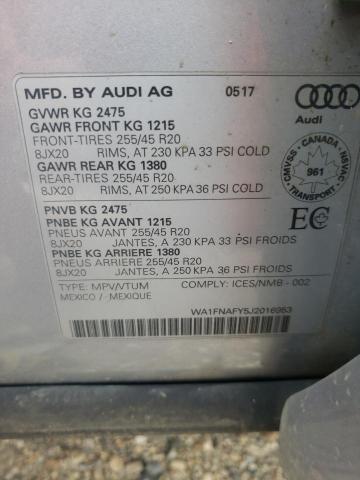 MFD. BY AUDI AG 0517
Audi
GVWR KG 2475
GAWR FRONT KG 1215
FRONT-TIRES 255/45 R20
8JX20 RIMS, AT 230 KPA 33 PSI COLD
GAWR REAR KG 1380
REAR-TIRES 255/45 R20
8JX20 RIMS, AT 250 KPA 36 PSI COLD
CANADA
CMVSS
NSVAC
961
PNVB KG 2475
PNBE KG AVANT 1215
PNEUS AVANT 255/45 R20
8JX20 JANTES, A 230 KPA 33 PSI FROIDS
PNBE KG ARRIERE 1380
PNEUS ARRIERE 255/45 R20
8JX20 JANTES, A 250 KPA 36 PSI FROIDS
EC
TYPE: MPV/VTUM COMPLY: ICES/NMB - 002
MEXICO / MEXIQUE
WA1FNAFY5J2016953